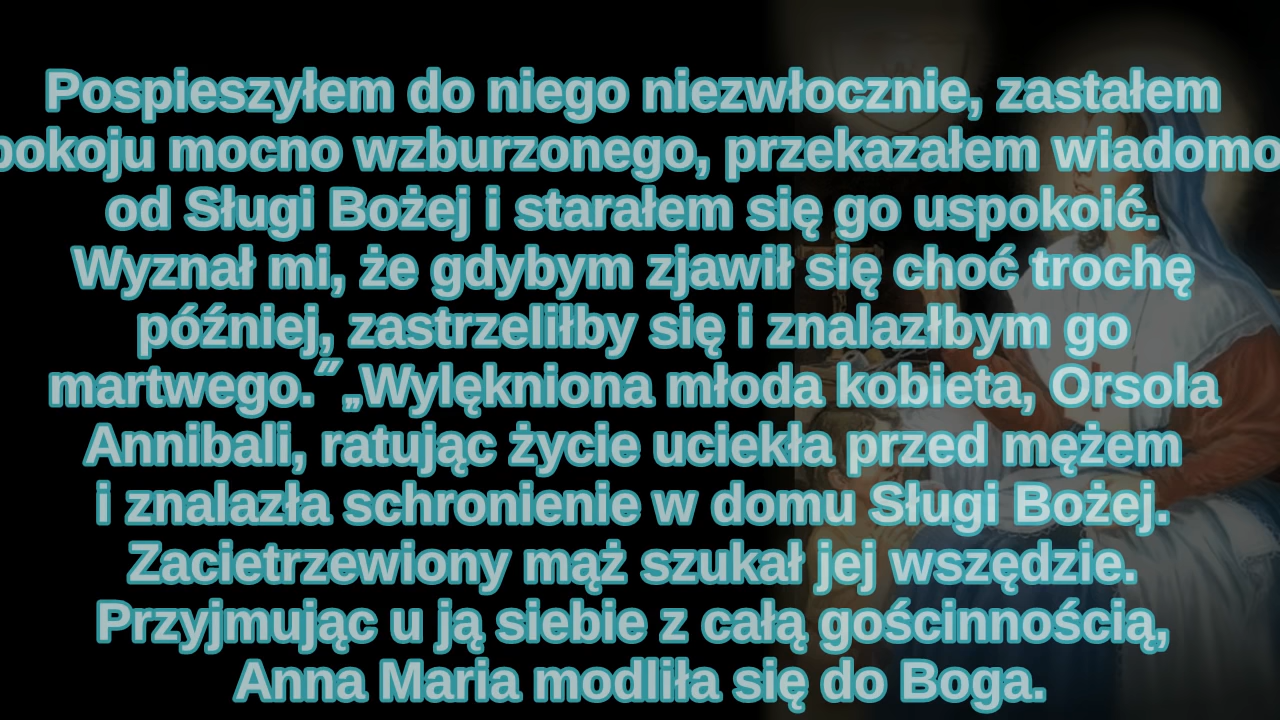 Pospieszyłem do niego niezwłocznie, zastałem
pokoju mocno wzburzonego, przekazałem
od Sługi Bożej i starałem się go uspokoić.
Wyznał mi, że gdybym zjawił się choć trochę
później, zastrzeliłby się i znalazłbym go
martwego.˝ „Wylękniona młoda kobieta, Orsola
Annibali, ratując życie uciekła przed mężem
i znalazła schronienie w domu Sługi Bożej.
Zacietrzewiony mąż szukał jej wszędzie.
Przyjmując u ją siebie z całą gościnnością,
Anna Maria modliła się do Boga.